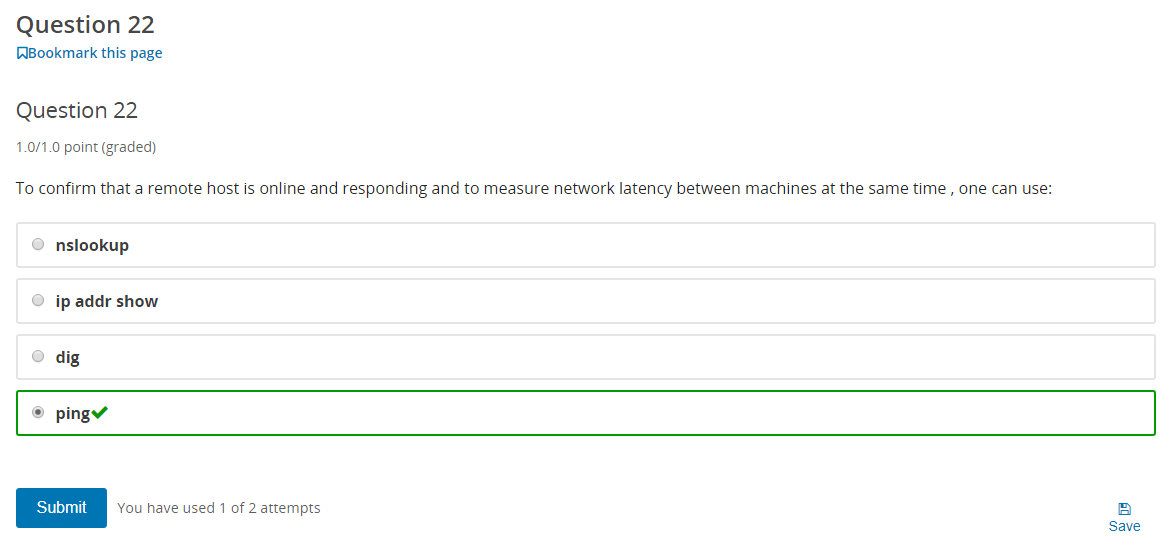 Question 22
Bookmark this page
Question 22
1.0/1.0 point (graded)
To confirm that a remote host is online and responding and to measure network latency between machines at the same time , one can use:
nslookup
ip addr show
dig
ping
Submit You have used 1 of 2 attempts
Save